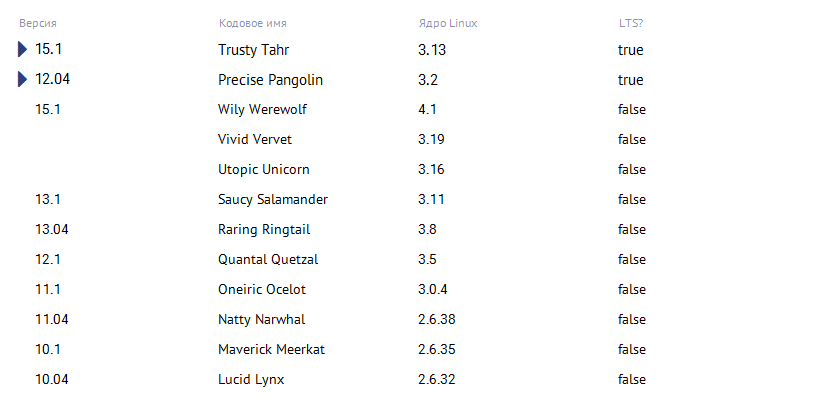 Версия Кодовое имя Ядро Linux LTS?
15.1 Trusty Tahr 3.13 true
12.04 Precise Pangolin 3.2 true
15.1 Wily Werewolf 4.1 false
Vivid Vervet 3.19 false
Utopic Unicorn 3.16 false
13.1 Saucy Salamander 3.11 false
13.04 Raring Ringtail 3.8 false
12.1 Quantal Quetzal 3.5 false
11.1 Oneiric Ocelot 3.0.4 false
11.04 Natty Narwhal 2.6.38 false
10.1 Maverick Meerkat 2.6.35 false
10.04 Lucid Lynx 2.6.32 false